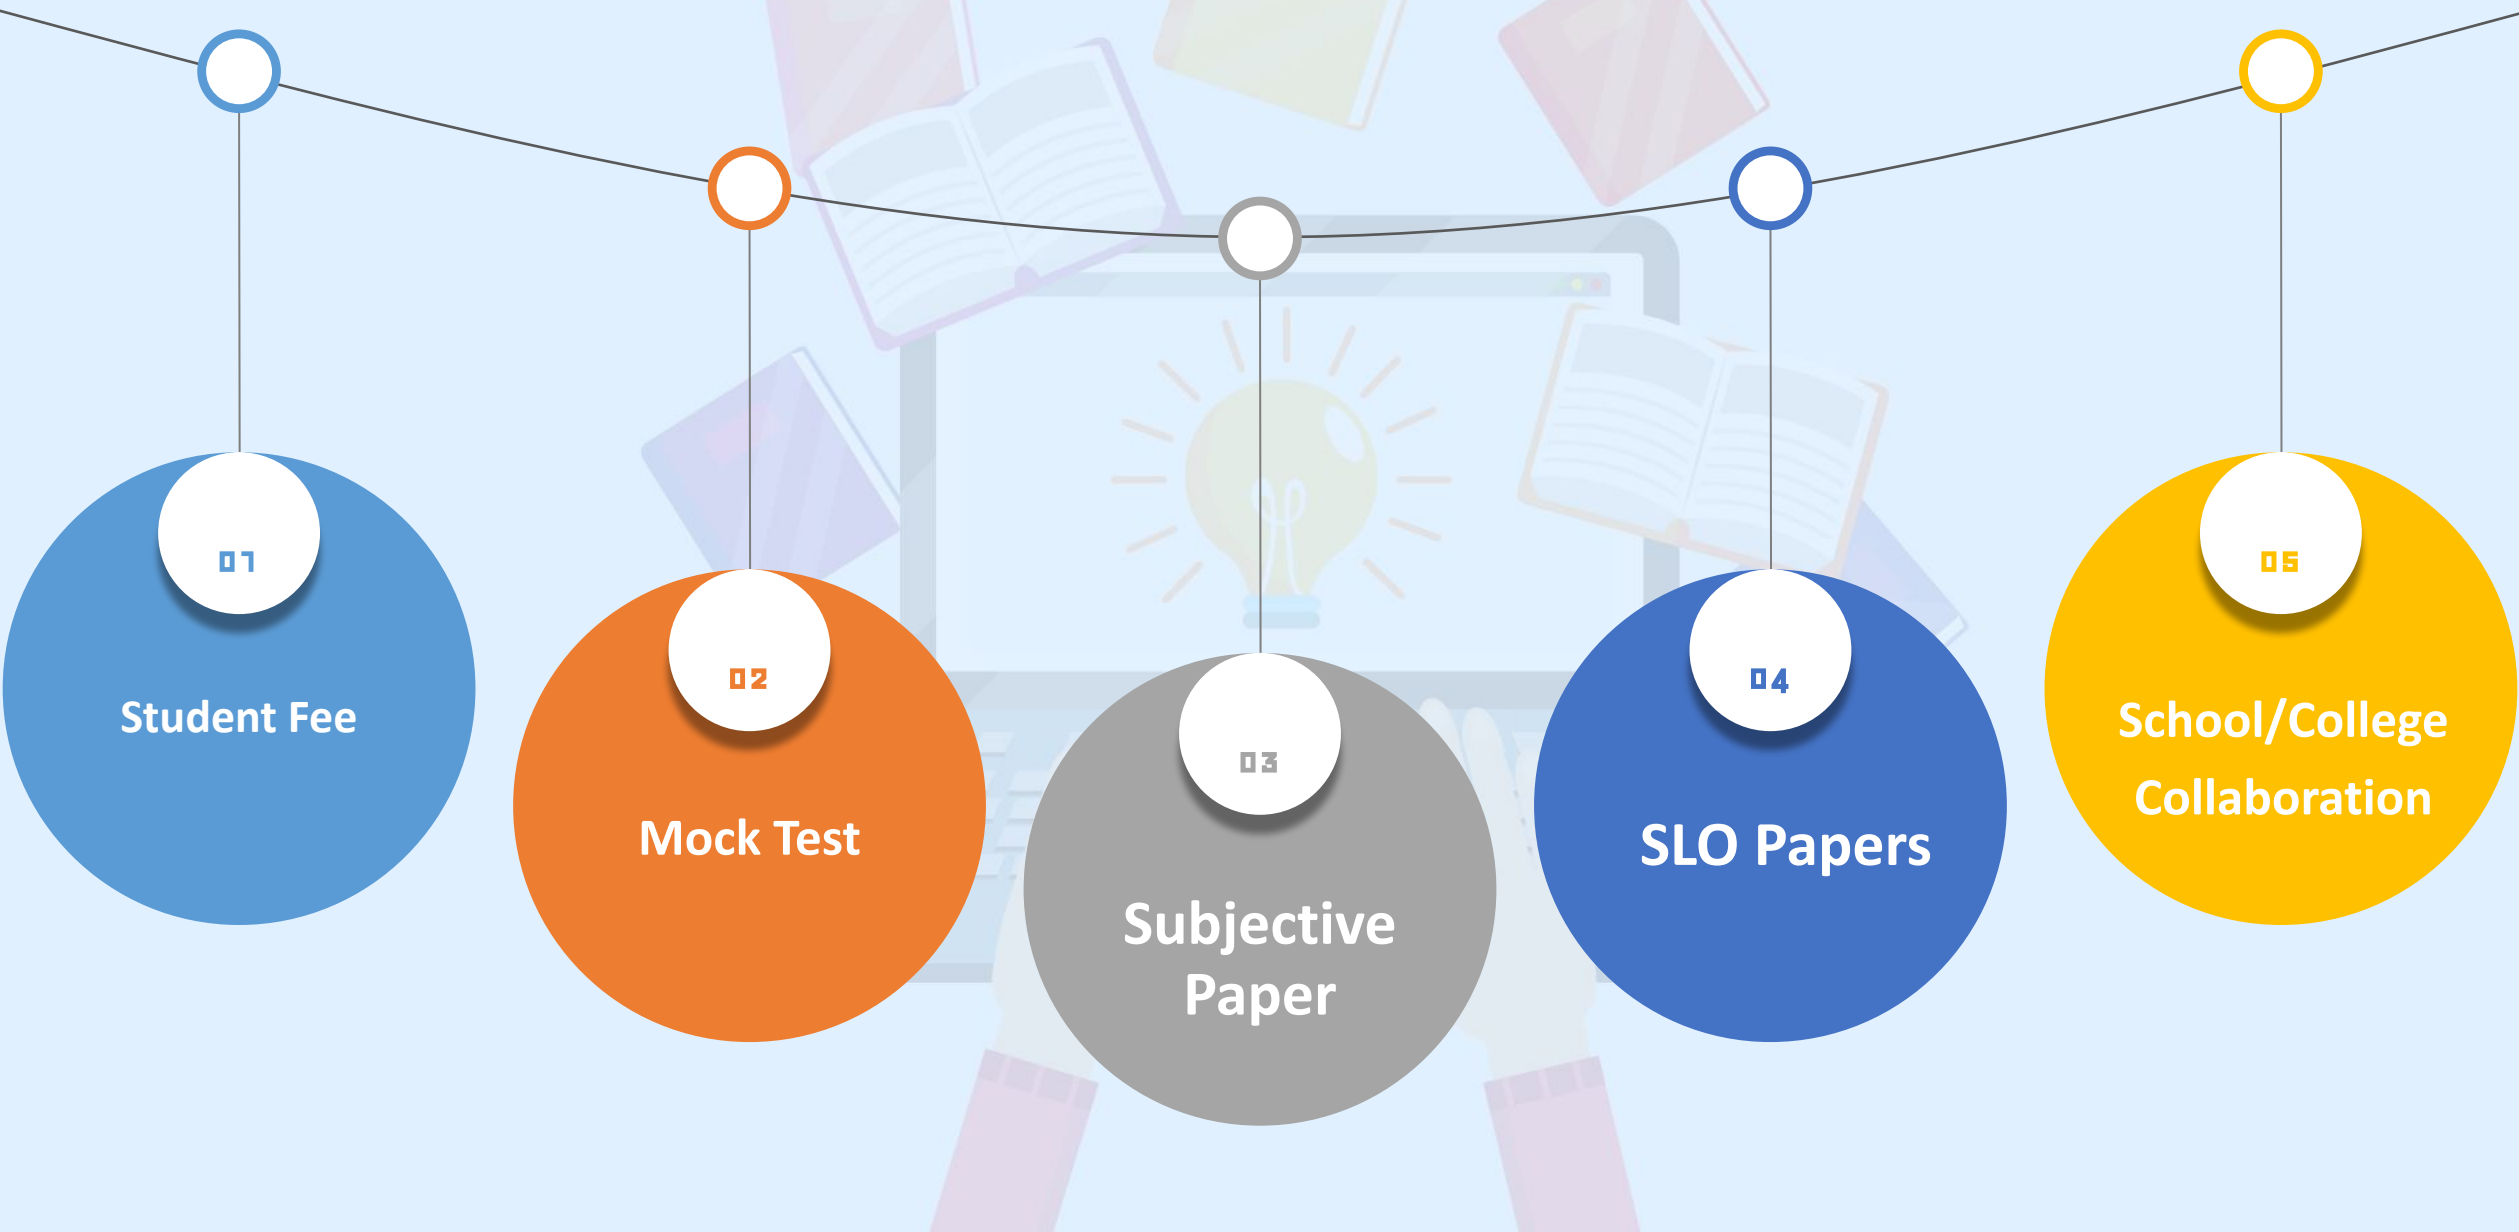 01
Student Fee
02
Mock Test
03
Subjective
Paper
04
SLO Papers
05
School/College
Collaboration